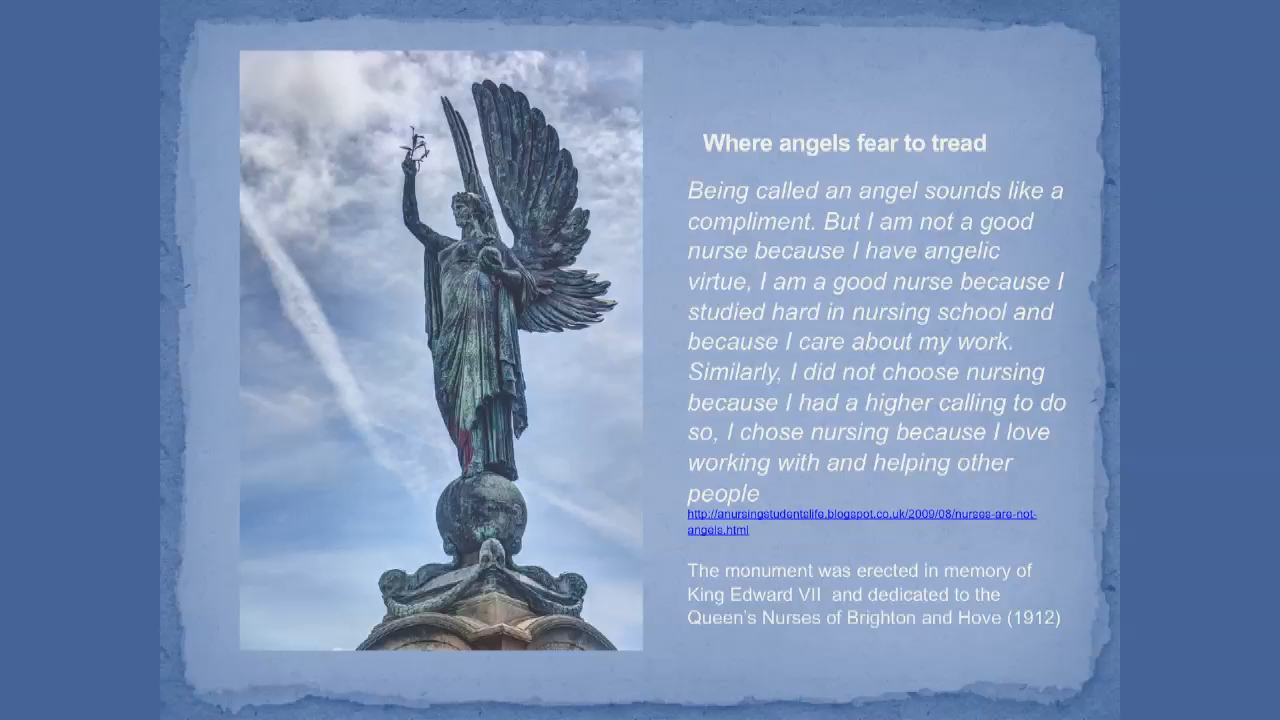 Where angels fear to tread
Being called an angel sounds like a
compliment. But I am not a good
nurse because I have angelic
virtue, I am a good nurse because I
studied hard in nursing school and
because I care about my work.
Similarly, I did not choose nursing
because I had a higher calling to do
so, I chose nursing because I love
working with and helping other
people
http://anursingstudentslife.blogspot.co.uk/2009/08/nurses-are-not-
angels.html
The monument was erected in memory of
King Edward VII  and dedicated to the
Queen's Nurses of Brighton and Hove (1912)